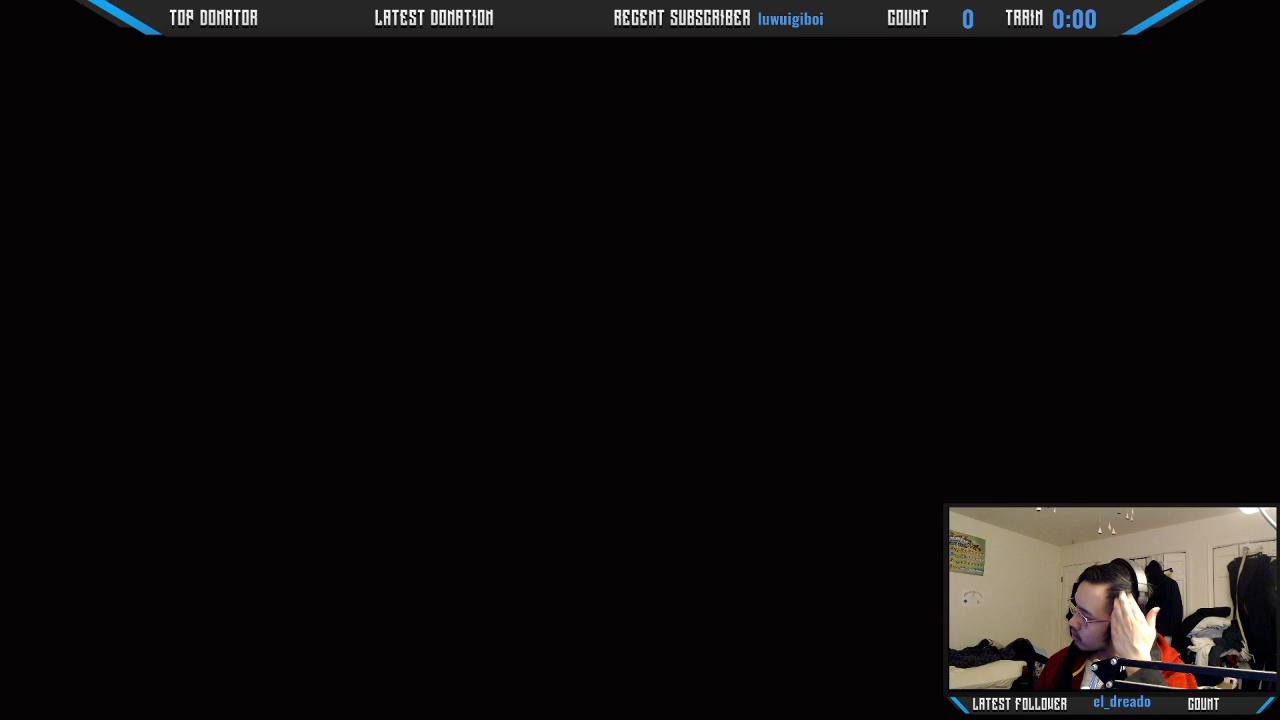 TOP DONATOR LATEST DONATION RECENT SUBSCRIBER luwuigiboi COUNT 0 TRAIN 0:00
LATEST FOLLOWER el_dreado COUNT